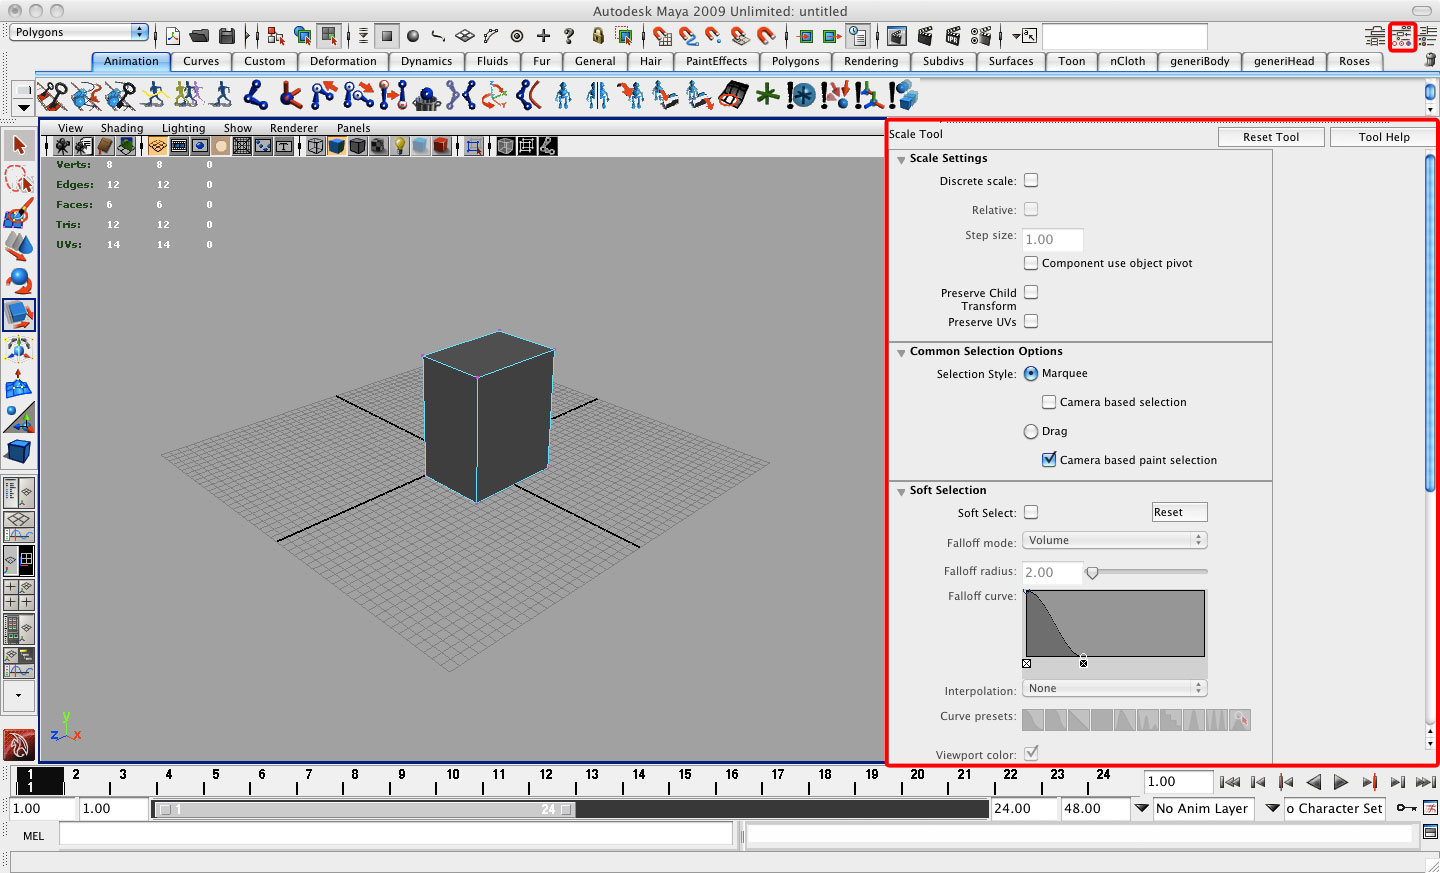 Autodesk Maya 2009 Unlimited: untitled
Polygons
Animation Curves Custom Deformation Dynamics Fluids Fur General Hair PaintEffects Polygons Rendering Subdivs Surfaces Toon nCloth generiBody generiHead Roses
View Shading Lighting Show Renderer Panels
Verts: 8 8 0
Edges: 12 12 0
Faces: 6 6 0
Tris: 12 12 0
UVs: 14 14 0
y
z x
Scale Tool Reset Tool Tool Help
Scale Settings
Discrete scale:
Relative:
Step size: 1.00
Component use object pivot
Preserve Child
Transform
Preserve UVs
Common Selection Options
Selection Style: Marquee
Camera based selection
Drag
Camera based paint selection
Soft Selection
Soft Select: Reset
Falloff mode: Volume
Falloff radius: 2.00
Falloff curve:
Interpolation: None
Curve presets:
Viewport color:
1 2 3 4 5 6 7 8 9 10 11 12 13 14 15 16 17 18 19 20 21 22 23 24 1.00
1
1.00 1.00 1 24 24.00 48.00 No Anim Layer o Character Set
MEL